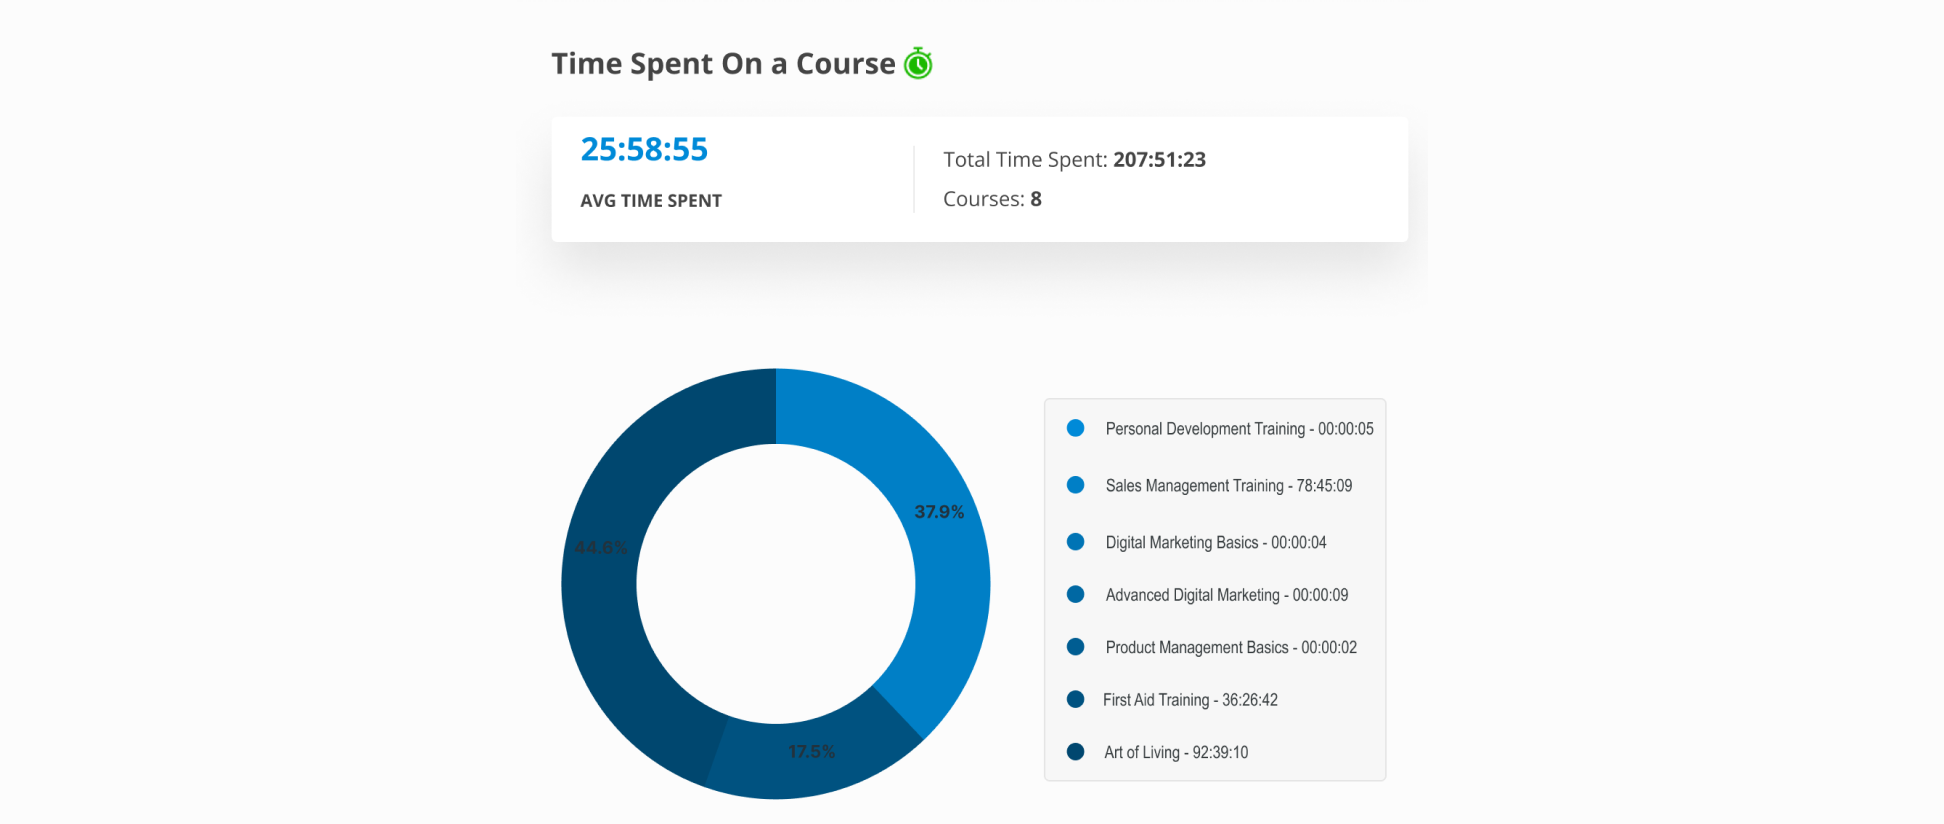 Time Spent On a Course
25:58:55
AVG TIME SPENT
Total Time Spent: 207:51:23
Courses: 8
37.9%
44.6%
17.5%
Personal Development Training - 00:00:05
Sales Management Training - 78:45:09
Digital Marketing Basics - 00:00:04
Advanced Digital Marketing - 00:00:09
Product Management Basics - 00:00:02
First Aid Training - 36:26:42
Art of Living - 92:39:10